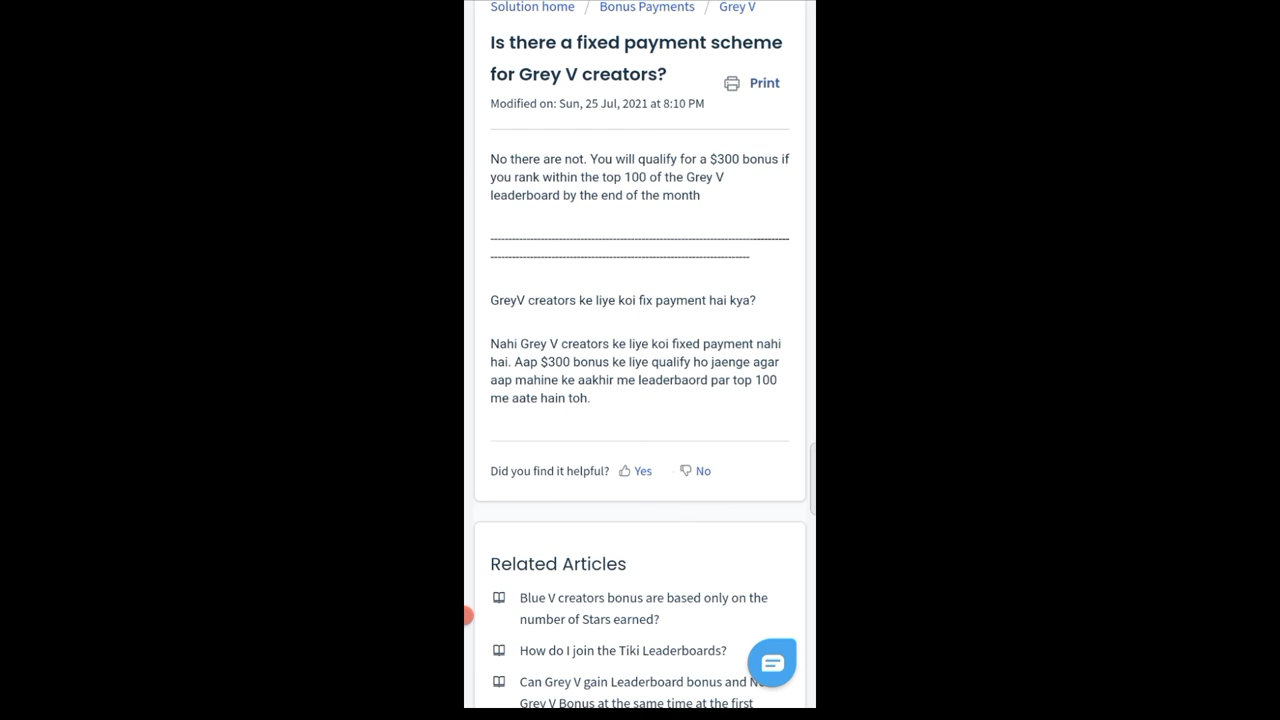 Solution home / Bonus Payments / Grey V
Is there a fixed payment scheme
for Grey V creators?
Print
Modified on: Sun, 25 Jul, 2021 at 8:10 PM
No there are not. You will qualify for a $300 bonus if
you rank within the top 100 of the Grey V
leaderboard by the end of the month
-----------------------------------------------------------------------------------
------------------------------------------------------------------------
GreyV creators ke liye koi fix payment hai kya?
Nahi Grey V creators ke liye koi fixed payment nahi
hai. Aap $300 bonus ke liye qualify ho jaenge agar
aap mahine ke aakhir me leaderbaord par top 100
me aate hain toh.
Did you find it helpful? Yes No
Related Articles
Blue V creators bonus are based only on the
number of Stars earned?
How do I join the Tiki Leaderboards?
Can Grey V gain Leaderboard bonus and
Grey V Bonus at the same time at the first